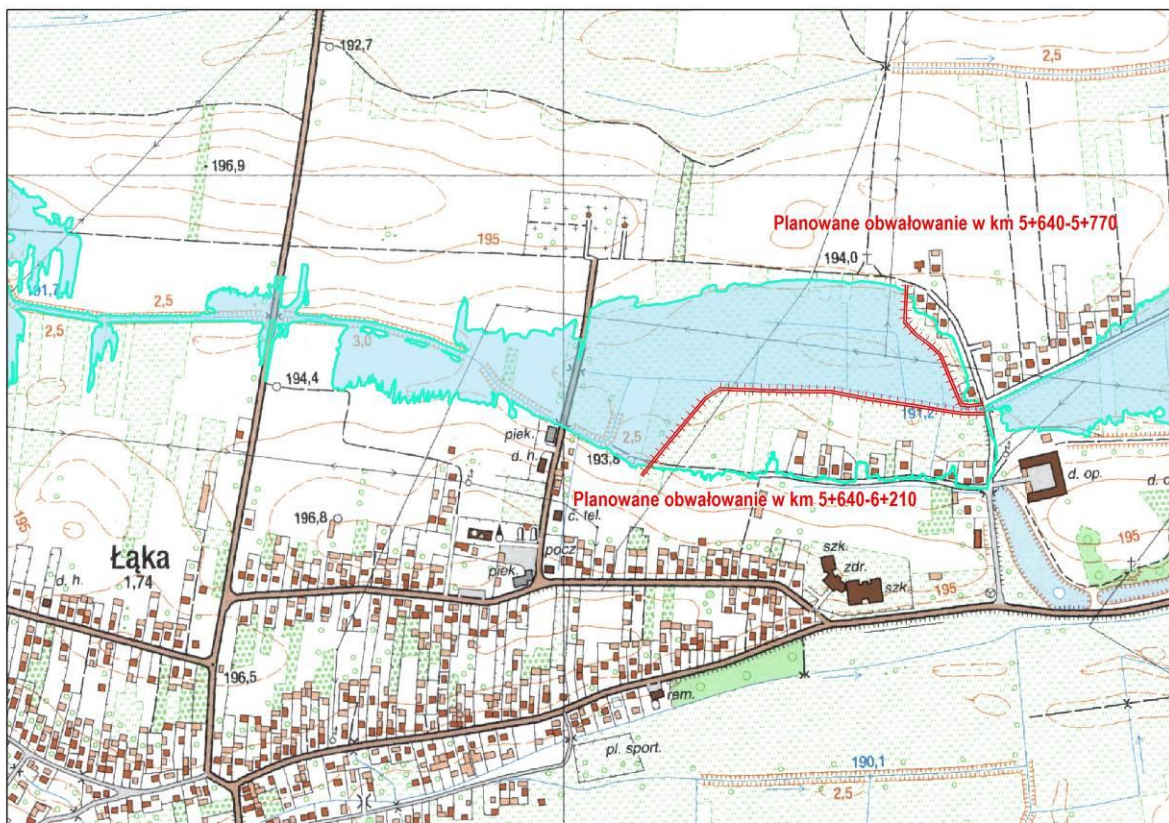 192,7
2,5
196,9
Planowane obwałowanie w km 5+640-5+770
195
194,0
191,7
2,5
2,5
3,0
194,4
191,2
piek.
2,5
d. h.
193,8
d. op.
Planowane obwałowanie w km 5+640-6+210
195
196,8
c. tel.
195
Łąka
1,74
pocz.
szk.
zdr.
d. h.
piek.
szk.
195
196,5
rem.
pl. sport.
190,1
2,5